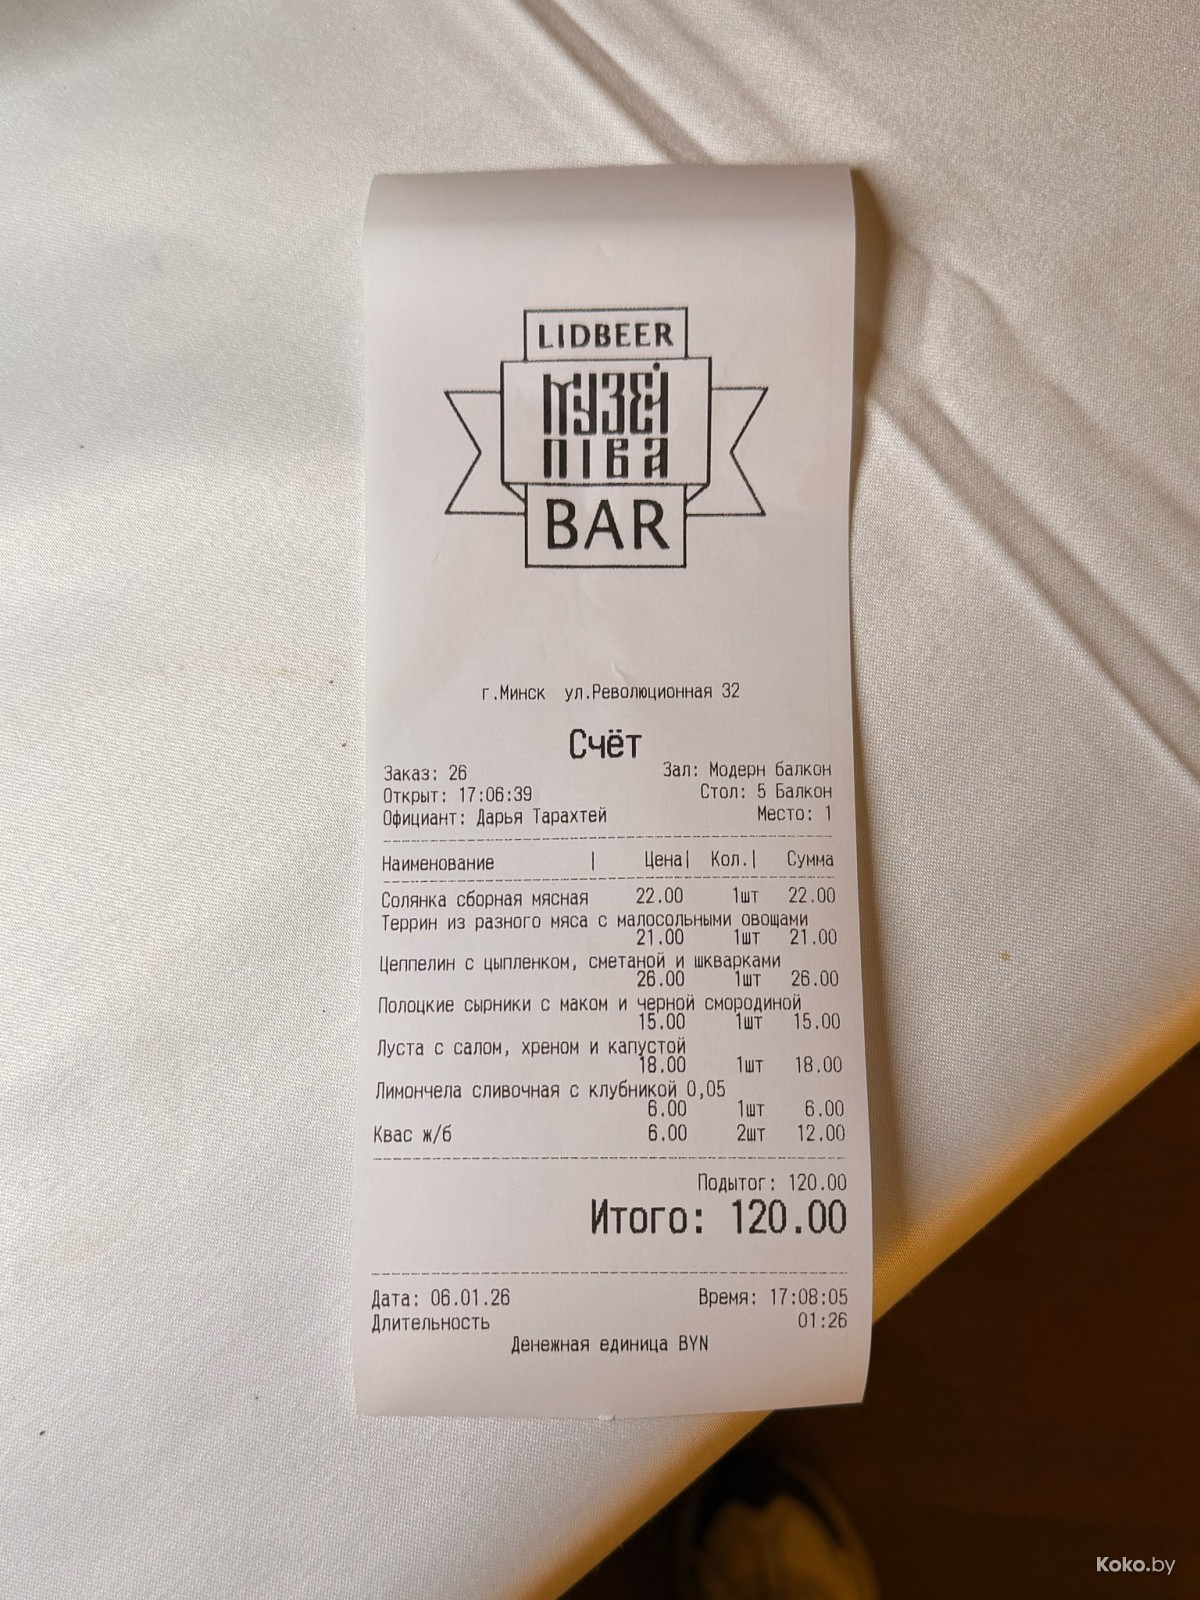 LIDBEER
МУЗЕЙ
ПІВА
BAR
г.Минск ул.Революционная 32
Счёт
Заказ: 26 Зал: Модерн балкон
Открыт: 17:06:39 Стол: 5 Балкон
Официант: Дарья Тарахтей Место: 1
Наименование | Цена| Кол.| Сумма
Солянка сборная мясная 22.00 1шт 22.00
Террин из разного мяса с малосольными овощами
21.00 1шт 21.00
Цеппелин с цыпленком, сметаной и шкварками
26.00 1шт 26.00
Полоцкие сырники с маком и черной смородиной
15.00 1шт 15.00
Луста с салом, хреном и капустой
18.00 1шт 18.00
Лимончела сливочная с клубникой 0,05
6.00 1шт 6.00
Квас ж/б 6.00 2шт 12.00
Подытог: 120.00
Итого: 120.00
Дата: 06.01.26 Время: 17:08:05
Длительность 01:26
Денежная единица BYN
Koko.by